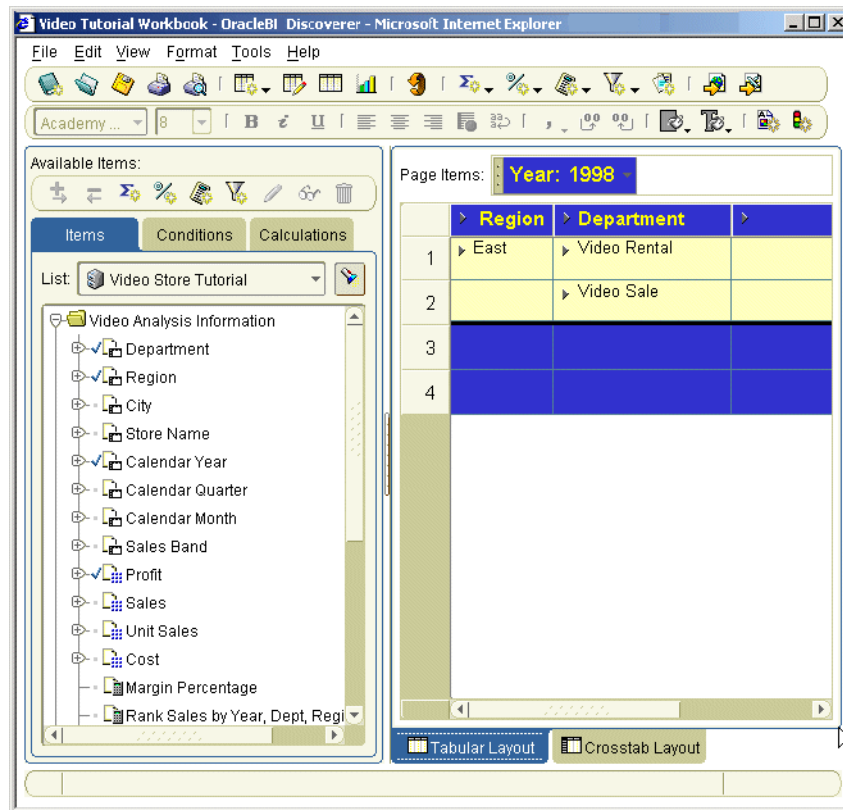 Video Tutorial Workbook - OracleBI Discoverer - Microsoft Internet Explorer
File Edit View Format Tools Help
Academy ... 8 B i U
Available Items:
Items Conditions Calculations
List: Video Store Tutorial
Video Analysis Information
Department
Region
City
Store Name
Calendar Year
Calendar Quarter
Calendar Month
Sales Band
Profit
Sales
Unit Sales
Cost
Margin Percentage
Rank Sales by Year, Dept, Regi
Page Items: Year: 1998
Region Department
1 East Video Rental
2 Video Sale
3
4
Tabular Layout Crosstab Layout